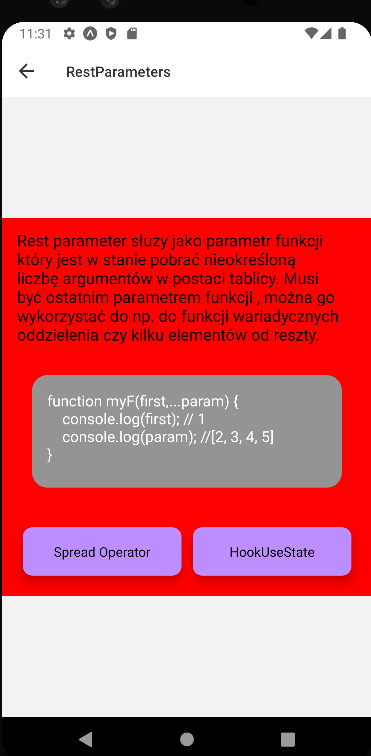 11:31
RestParameters
Rest parameter służy jako parametr funkcji
który jest w stanie pobrać nieokreśloną
liczbę argumentów w postaci tablicy. Musi
być ostatnim parametrem funkcji , można go
wykorzystać do np. do funkcji wariadycznych
oddzielenia czy kilku elementów od reszty.
function myF(first,...param) {
    console.log(first); // 1
    console.log(param); //[2, 3, 4, 5]
}
Spread Operator
HookUseState